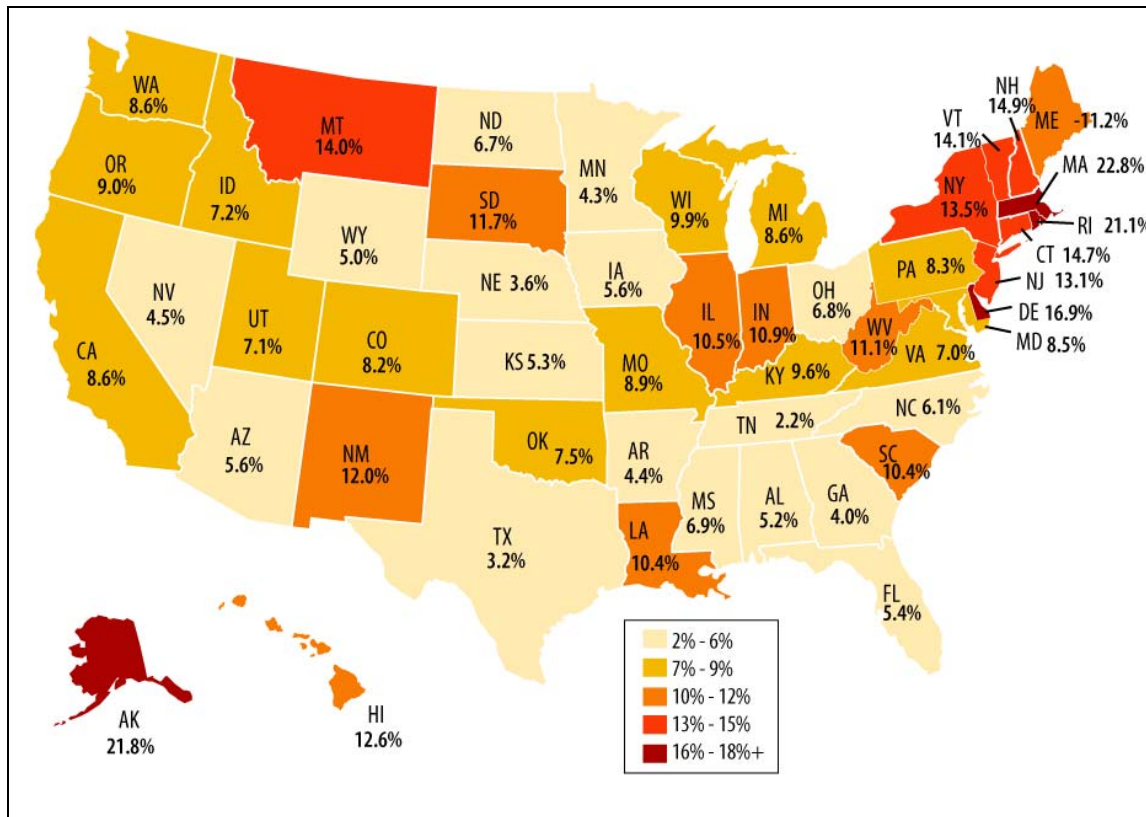 WA
8.6%
OR
9.0%
CA
8.6%
ID
7.2%
NV
4.5%
MT
14.0%
WY
5.0%
UT
7.1%
CO
8.2%
AZ
5.6%
NM
12.0%
ND
6.7%
SD
11.7%
NE 3.6%
KS 5.3%
OK 7.5%
TX
3.2%
MN
4.3%
IA
5.6%
MO
8.9%
AR
4.4%
LA
10.4%
WI
9.9%
IL
10.5%
MI
8.6%
IN
10.9%
OH
6.8%
KY 9.6%
TN 2.2%
MS
6.9%
AL
5.2%
GA
4.0%
FL
5.4%
SC
10.4%
NC 6.1%
VA 7.0%
WV
11.1%
PA 8.3%
NY
13.5%
VT
14.1%
NH
14.9%
ME -11.2%
MA 22.8%
RI 21.1%
CT 14.7%
NJ 13.1%
DE 16.9%
MD 8.5%
AK
21.8%
HI
12.6%
2% - 6%
7% - 9%
10% - 12%
13% - 15%
16% - 18%+